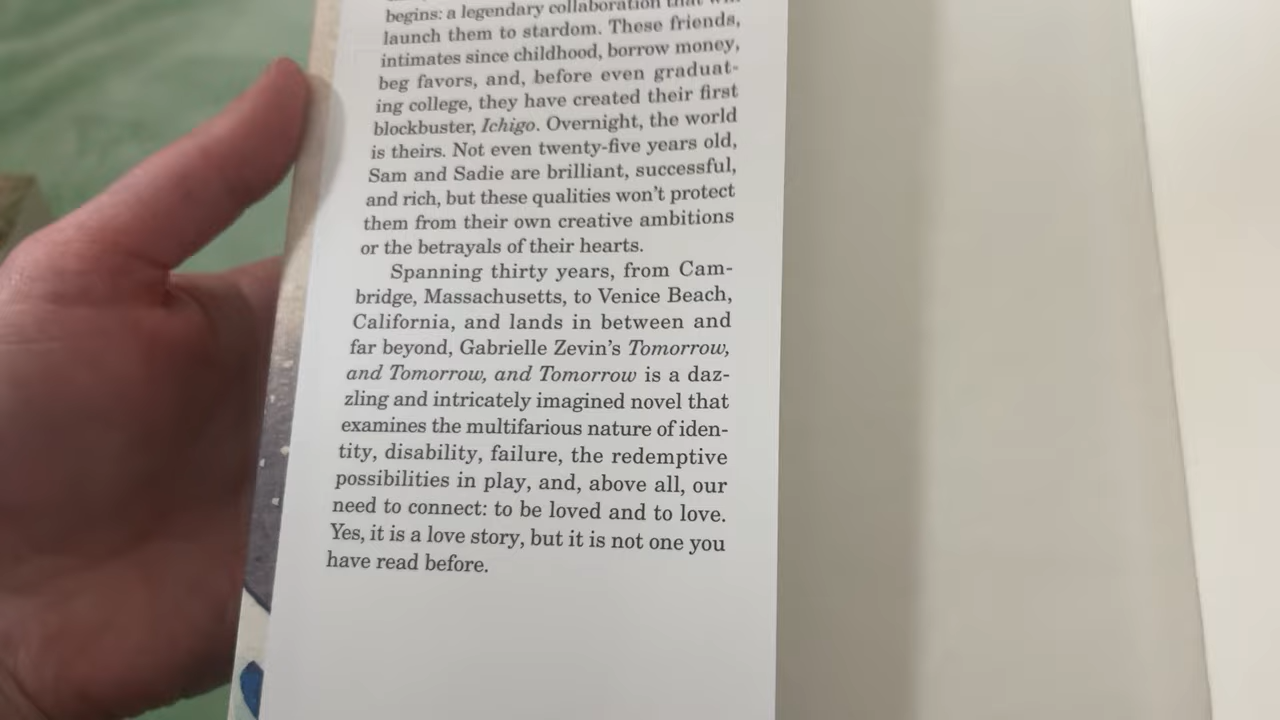 begins: a legendary collaboration that
launch them to stardom. These friends,
intimates since childhood, borrow money,
beg favors, and, before even graduat-
ing college, they have created their first
blockbuster, Ichigo. Overnight, the world
is theirs. Not even twenty-five years old,
Sam and Sadie are brilliant, successful,
and rich, but these qualities won't protect
them from their own creative ambitions
or the betrayals of their hearts.
Spanning thirty years, from Cam-
bridge, Massachusetts, to Venice Beach,
California, and lands in between and
far beyond, Gabrielle Zevin's Tomorrow,
and Tomorrow, and Tomorrow is a daz-
zling and intricately imagined novel that
examines the multifarious nature of iden-
tity, disability, failure, the redemptive
possibilities in play, and, above all, our
need to connect: to be loved and to love.
Yes, it is a love story, but it is not one you
have read before.